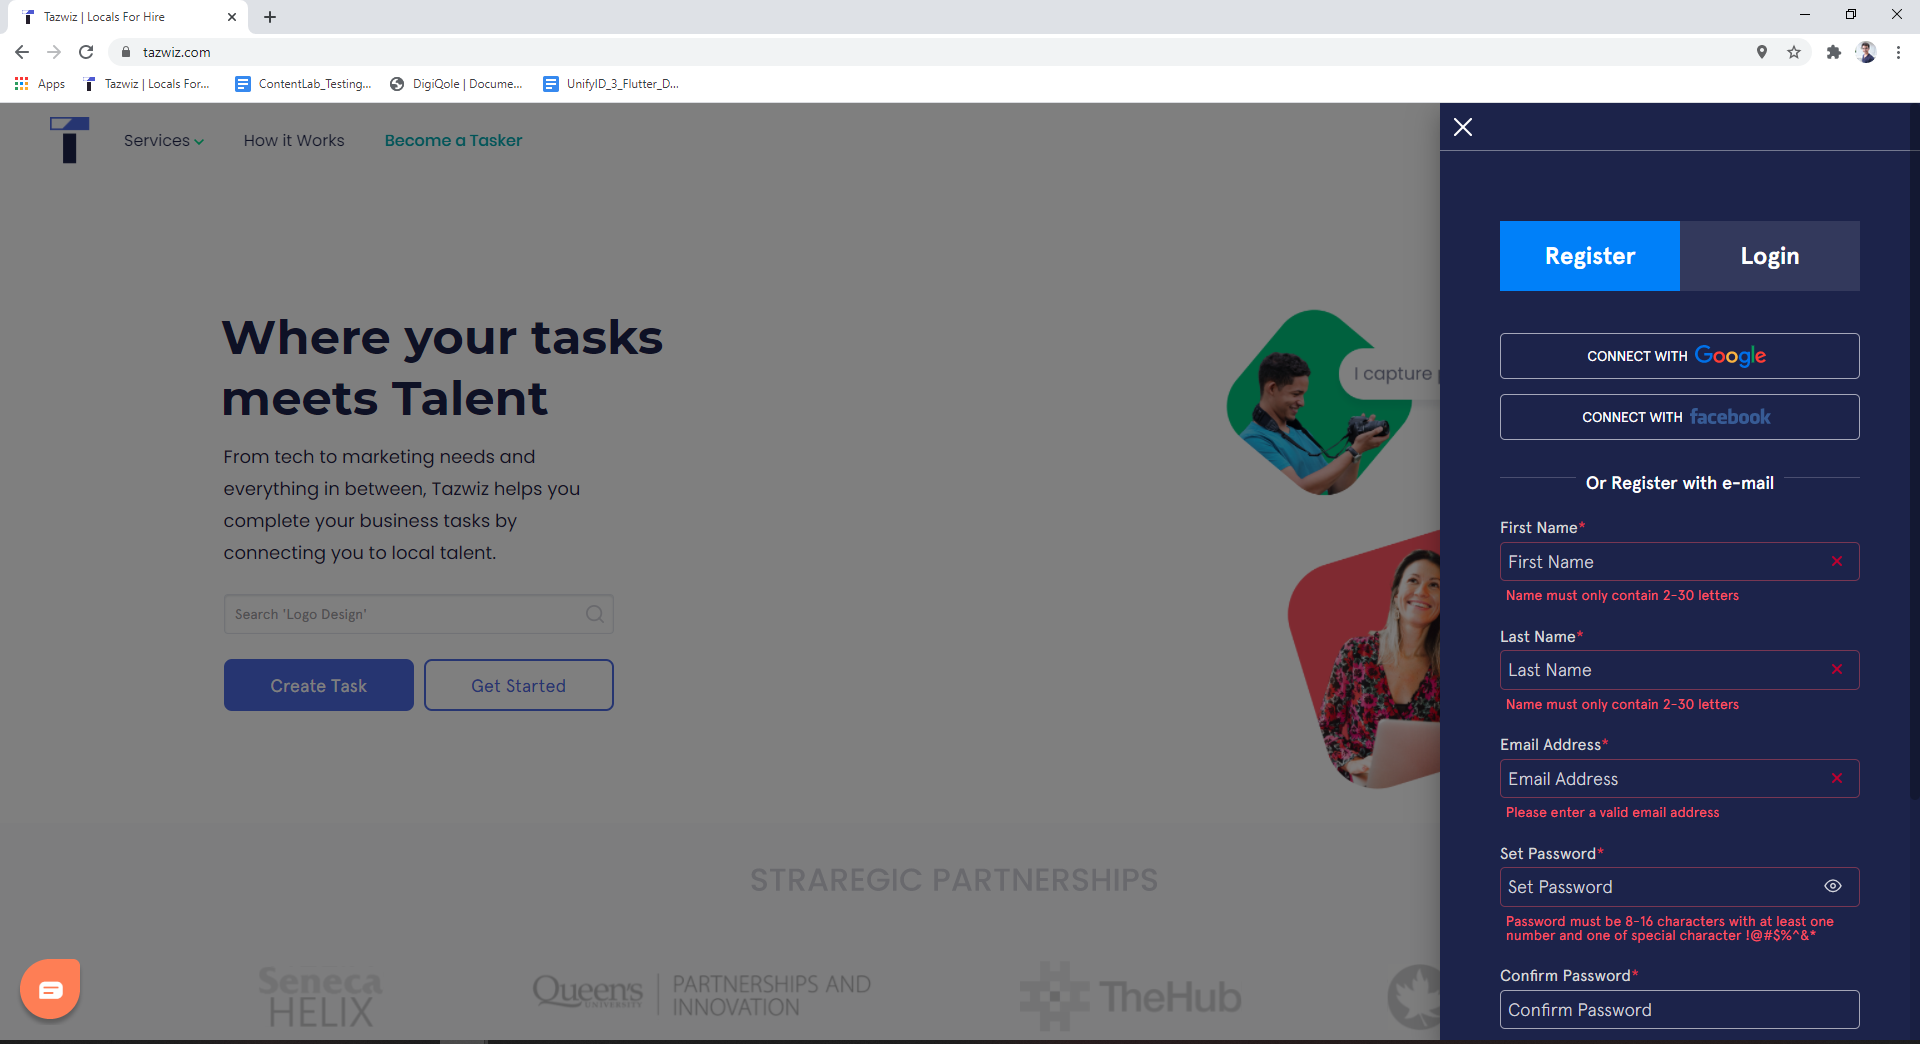 Tazwiz | Locals For Hire
tazwiz.com
Apps
Tazwiz | Locals For...
ContentLab_Testing...
DigiQole | Docume...
UnifyID_3_Flutter_D...
Services
How it Works
Become a Tasker
Where your tasks
meets Talent
From tech to marketing needs and
everything in between, Tazwiz helps you
complete your business tasks by
connecting you to local talent.
Search 'Logo Design'
Create Task
Get Started
I capture
STRAREGIC PARTNERSHIPS
Seneca
HELIX
Queen's
UNIVERSITY
PARTNERSHIPS AND
INNOVATION
TheHub
Register
Login
CONNECT WITH Google
CONNECT WITH facebook
Or Register with e-mail
First Name*
First Name
Name must only contain 2-30 letters
Last Name*
Last Name
Name must only contain 2-30 letters
Email Address*
Email Address
Please enter a valid email address
Set Password*
Set Password
Password must be 8-16 characters with at least one
number and one of special character !@#$%^&*
Confirm Password*
Confirm Password